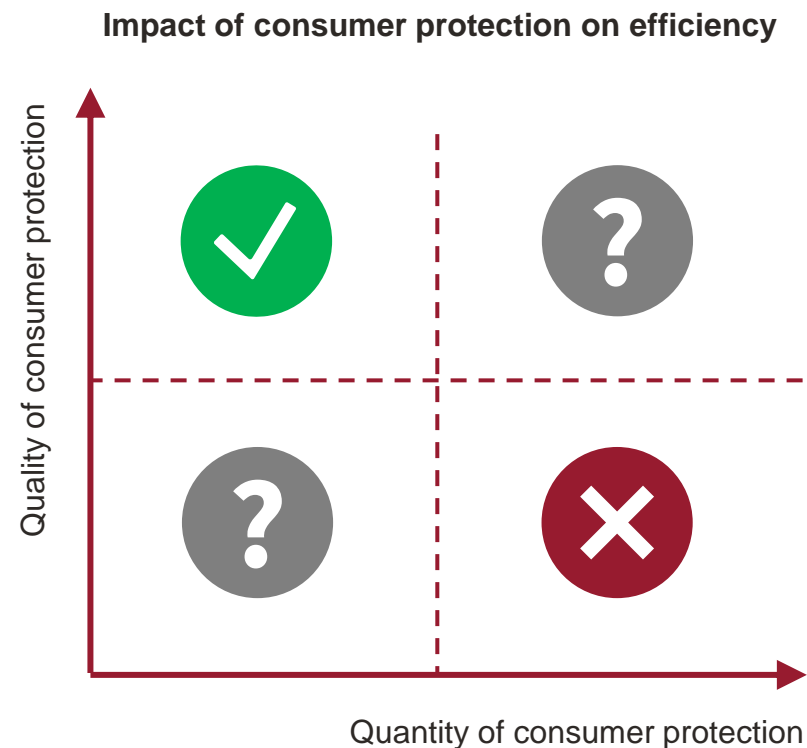 Impact of consumer protection on efficiency
Quality of consumer protection
?
?
Quantity of consumer protection